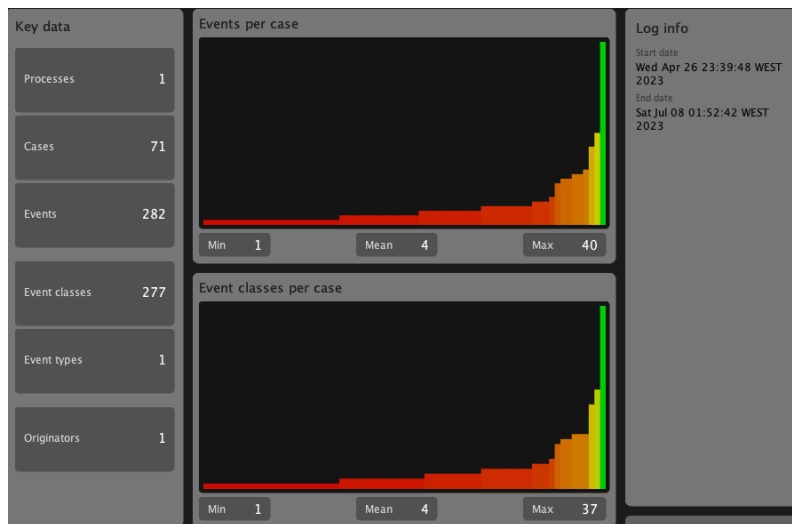 Key data
Processes 1
Cases 71
Events 282
Event classes 277
Event types 1
Originators 1
Events per case
Min 1 Mean 4 Max 40
Event classes per case
Min 1 Mean 4 Max 37
Log info
Start date
Wed Apr 26 23:39:48 WEST
2023
End date
Sat Jul 08 01:52:42 WEST
2023